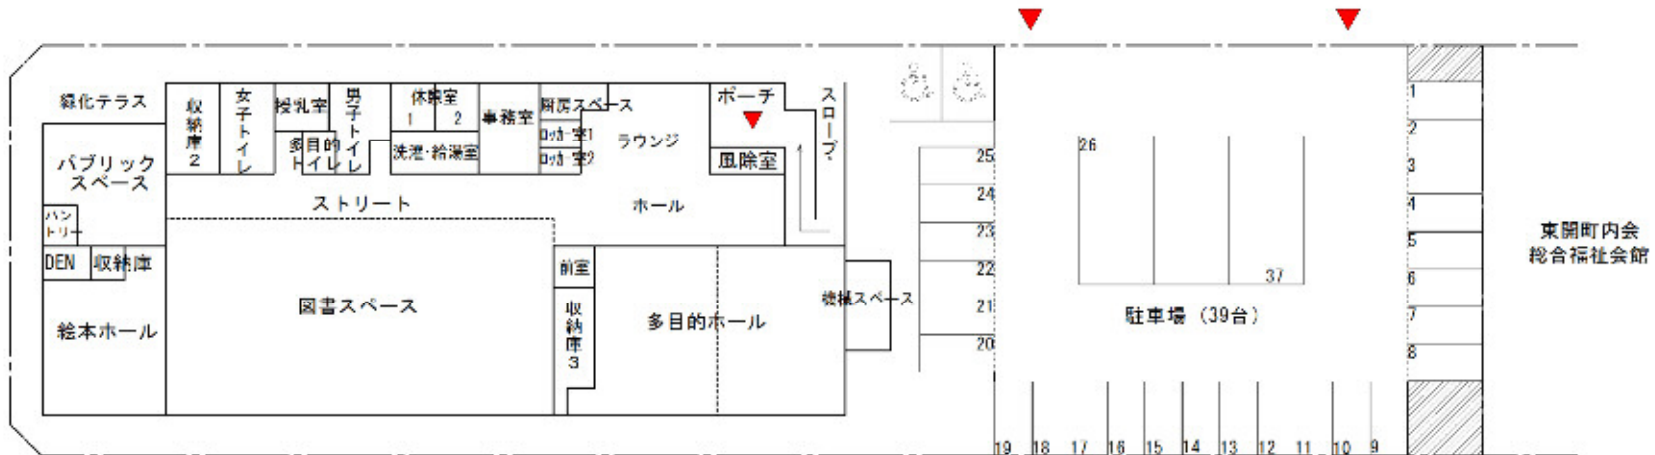 緑化テラス
収納庫2
女子トイレ
授乳室
多目的トイレ
男子トイレ
休憩室
1
2
洗濯・給湯室
事務室
厨房スペース
ロッカー室1
ロッカー室2
ラウンジ
ポーチ
風除室
スロープ
パブリック
スペース
パン
トリー
ストリート
ホール
DEN
収納庫
絵本ホール
図書スペース
前室
収納庫3
多目的ホール
機械スペース
25
24
23
22
21
20
26
37
駐車場(39台)
1
2
3
4
5
6
7
8
19
18
17
16
15
14
13
12
11
10
9
東開町内会
総合福祉会館